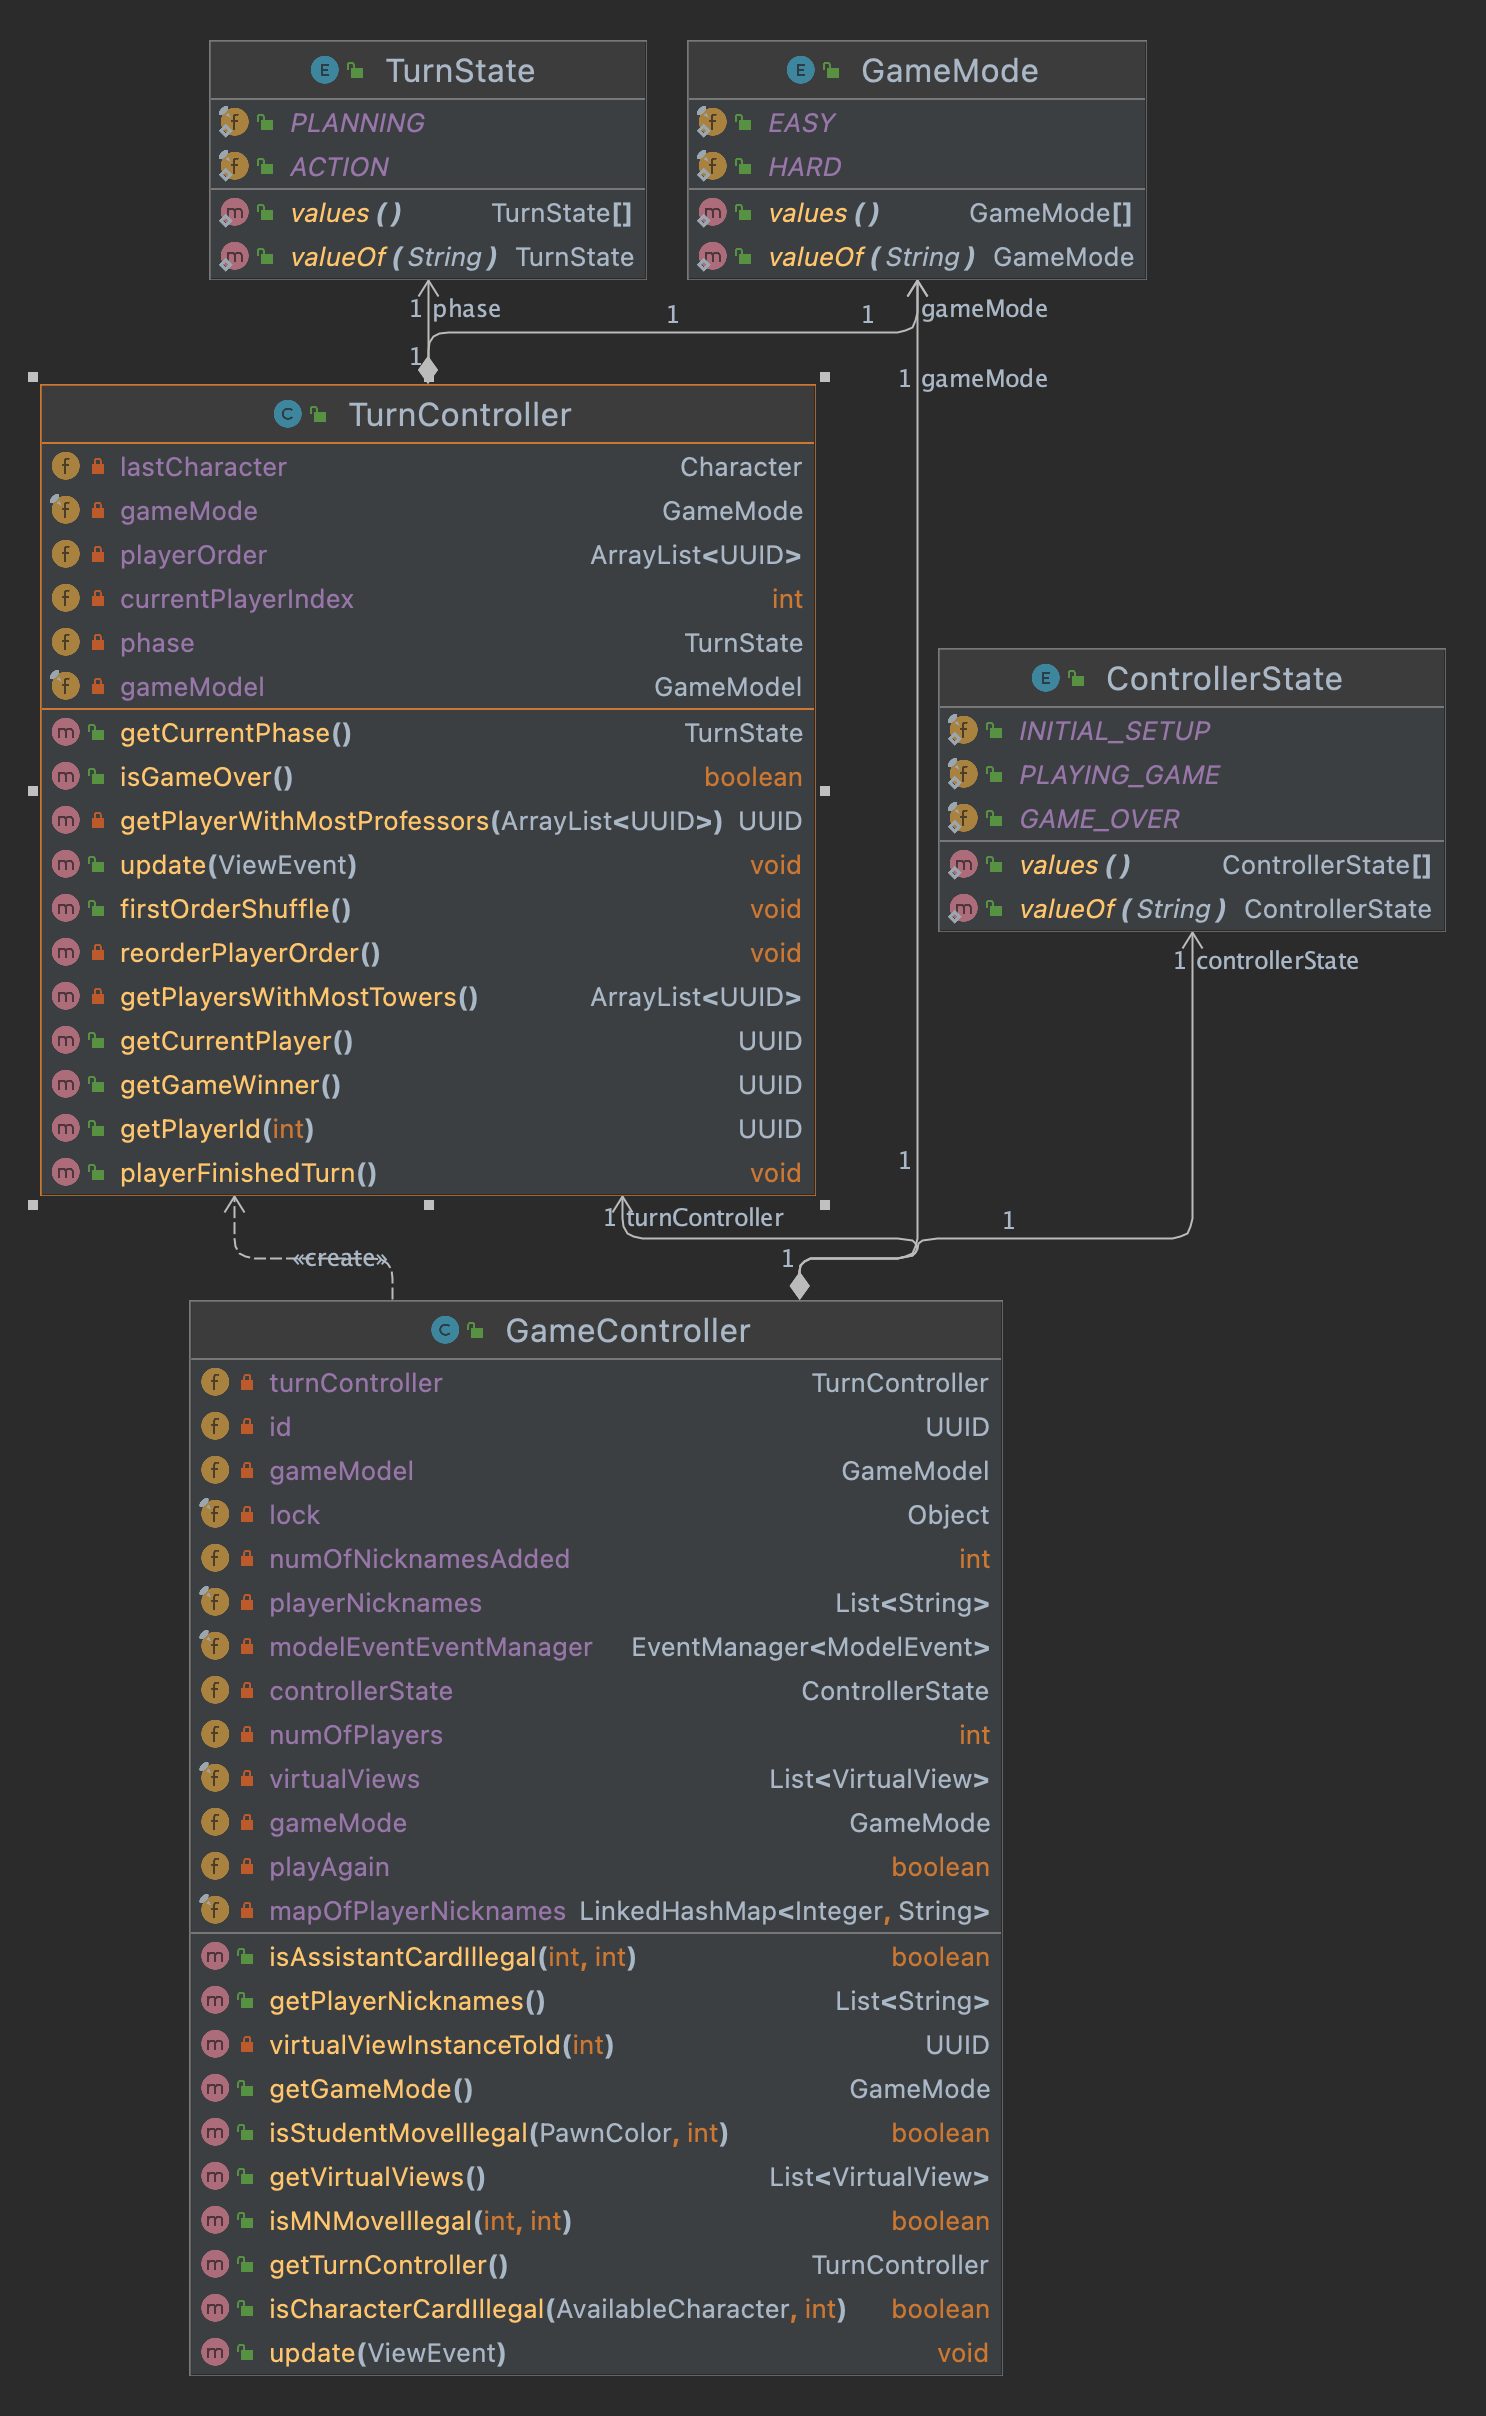 TurnState
PLANNING
ACTION
values() TurnState[]
valueOf(String) TurnState
GameMode
EASY
HARD
values() GameMode[]
valueOf(String) GameMode
1 phase
1
1
gameMode
1
1 gameMode
TurnController
lastCharacter Character
gameMode GameMode
playerOrder ArrayList<UUID>
currentPlayerIndex int
phase TurnState
gameModel GameModel
getCurrentPhase() TurnState
isGameOver() boolean
getPlayerWithMostProfessors(ArrayList<UUID>) UUID
update(ViewEvent) void
firstOrderShuffle() void
reorderPlayerOrder() void
getPlayersWithMostTowers() ArrayList<UUID>
getCurrentPlayer() UUID
getGameWinner() UUID
getPlayerId(int) UUID
playerFinishedTurn() void
ControllerState
INITIAL_SETUP
PLAYING_GAME
GAME_OVER
values() ControllerState[]
valueOf(String) ControllerState
1 controllerState
1
1 turnController
1
«create»
1
GameController
turnController TurnController
id UUID
gameModel GameModel
lock Object
numOfNicknamesAdded int
playerNicknames List<String>
modelEventEventManager EventManager<ModelEvent>
controllerState ControllerState
numOfPlayers int
virtualViews List<VirtualView>
gameMode GameMode
playAgain boolean
mapOfPlayerNicknames LinkedHashMap<Integer, String>
isAssistantCardIllegal(int, int) boolean
getPlayerNicknames() List<String>
virtualViewInstanceToId(int) UUID
getGameMode() GameMode
isStudentMoveIllegal(PawnColor, int) boolean
getVirtualViews() List<VirtualView>
isMNMoveIllegal(int, int) boolean
getTurnController() TurnController
isCharacterCardIllegal(AvailableCharacter, int) boolean
update(ViewEvent) void